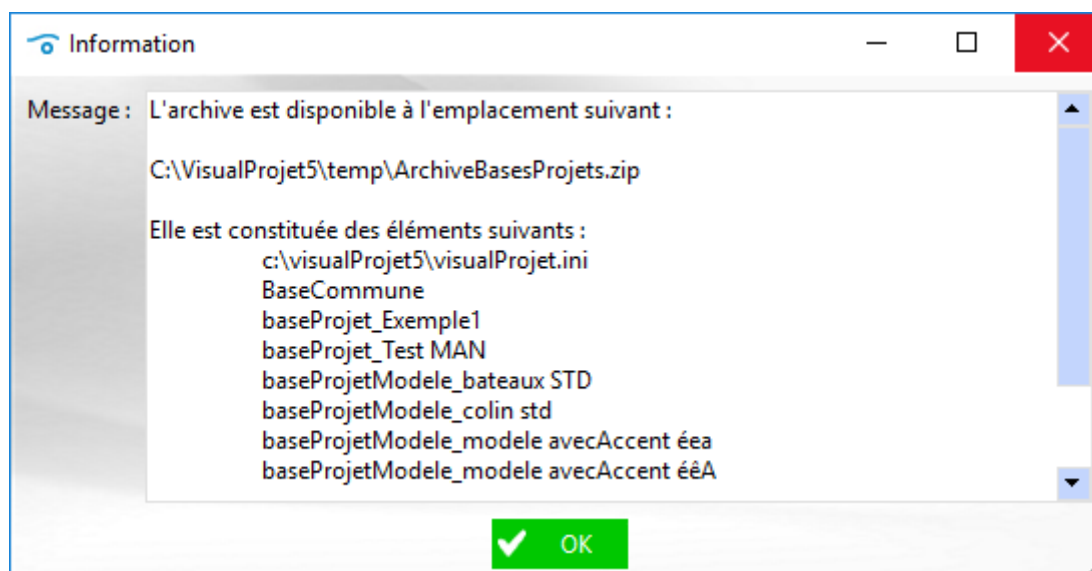 Information
Message : L'archive est disponible à l'emplacement suivant :
C:\VisualProjet5\temp\ArchiveBasesProjets.zip
Elle est constituée des éléments suivants :
c:\visualProjet5\visualProjet.ini
BaseCommune
baseProjet_Exemple1
baseProjet_Test MAN
baseProjetModele_bateaux STD
baseProjetModele_colin std
baseProjetModele_modele avecAccent éea
baseProjetModele_modele avecAccent éêA
OK